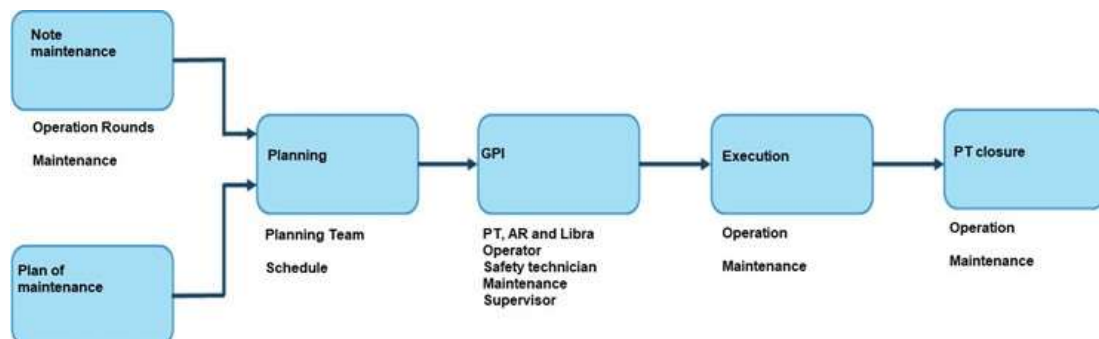 Note
maintenance
Operation Rounds
Maintenance
Plan of
maintenance
Planning
Planning Team
Schedule
GPI
PT, AR and Libra
Operator
Safety technician
Maintenance
Supervisor
Execution
Operation
Maintenance
PT closure
Operation
Maintenance